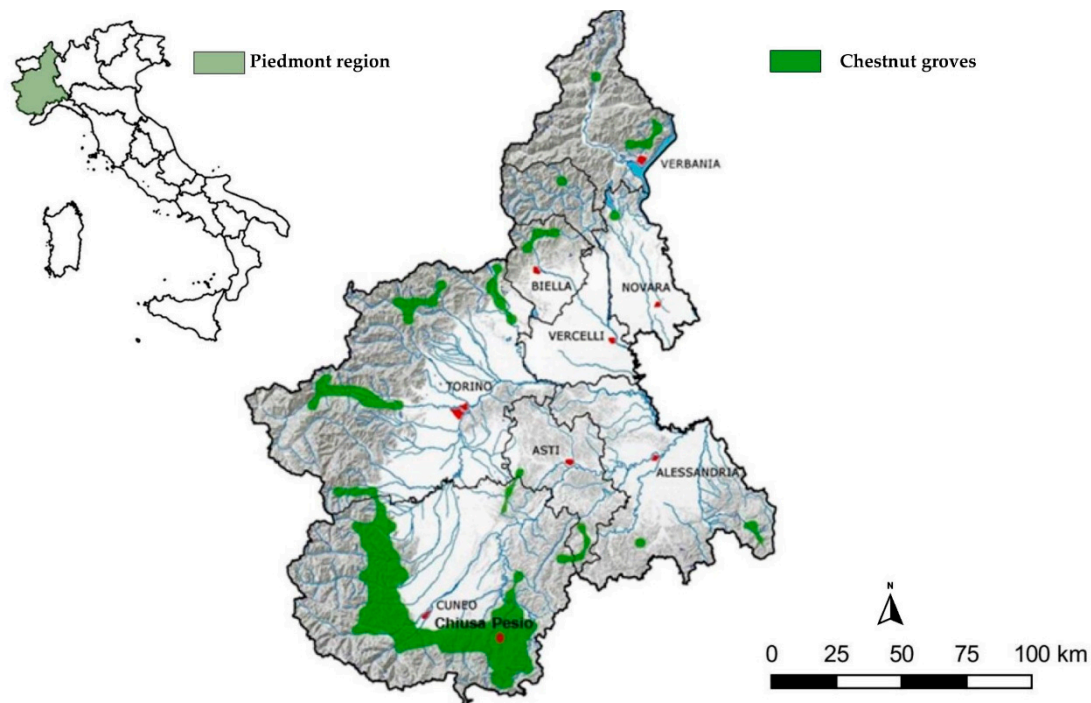 Piedmont region
Chestnut groves
VERBANIA
BIELLA
NOVARA
VERCELLI
TORINO
ASTI
ALESSANDRIA
CUNEO
Chiusa Pesio
N
0 25 50 75 100 km